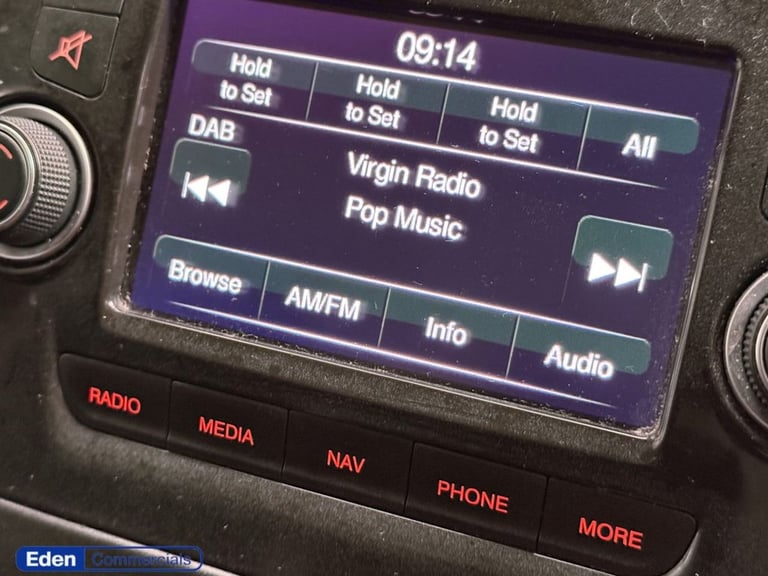 09:14
Hold
to Set
Hold
to Set
Hold
to Set
All
DAB
Virgin Radio
Pop Music
Browse
AM/FM
Info
Audio
RADIO
MEDIA
NAV
PHONE
MORE
Eden Commercials